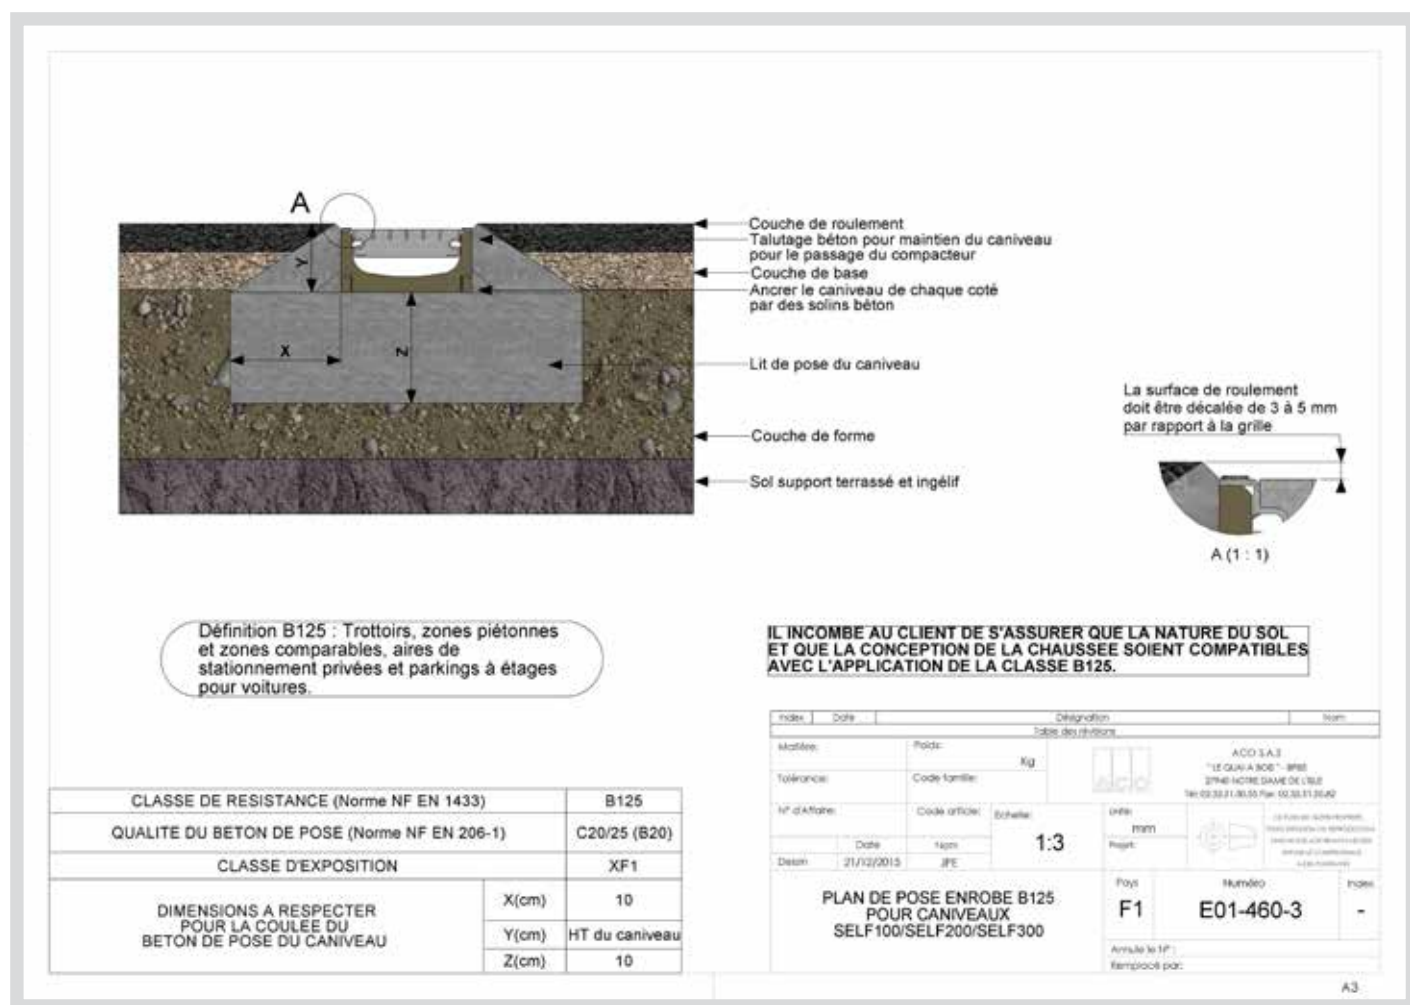 A
Y
X
Z
Couche de roulement
Talutage béton pour maintien du caniveau
pour le passage du compacteur
Couche de base
Ancrer le caniveau de chaque coté
par des solins béton
Lit de pose du caniveau
Couche de forme
Sol support terrassé et ingélif
La surface de roulement
doit être décalée de 3 à 5 mm
par rapport à la grille
A (1 : 1)
Définition B125 : Trottoirs, zones piétonnes
et zones comparables, aires de
stationnement privées et parkings à étages
pour voitures.
IL INCOMBE AU CLIENT DE S'ASSURER QUE LA NATURE DU SOL
ET QUE LA CONCEPTION DE LA CHAUSSEE SOIENT COMPATIBLES
AVEC L'APPLICATION DE LA CLASSE B125.
CLASSE DE RESISTANCE (Norme NF EN 1433) B125
QUALITE DU BETON DE POSE (Norme NF EN 206-1) C20/25 (B20)
CLASSE D'EXPOSITION XF1
DIMENSIONS A RESPECTER
POUR LA COULEE DU
BETON DE POSE DU CANIVEAU
X(cm) 10
Y(cm) HT du caniveau
Z(cm) 10
Index Date Désignation Nom
Table des révisions
Matière: Poids: Kg
Tolérance: Code famille:
N° d'Affaire: Code article: Echelle: 1:3
Unité: mm
Projet:
Date Nom
Dessin 21/12/2015 JPE
ACO
ACO S.A.S
" LE QUAI A BOIS " -
27940 NOTRE DAME DE L'ISLE
PLAN DE POSE ENROBE B125
POUR CANIVEAUX
SELF100/SELF200/SELF300
Pays Numéro Index
F1 E01-460-3 -
Annule le N° :
Remplacé par:
A3